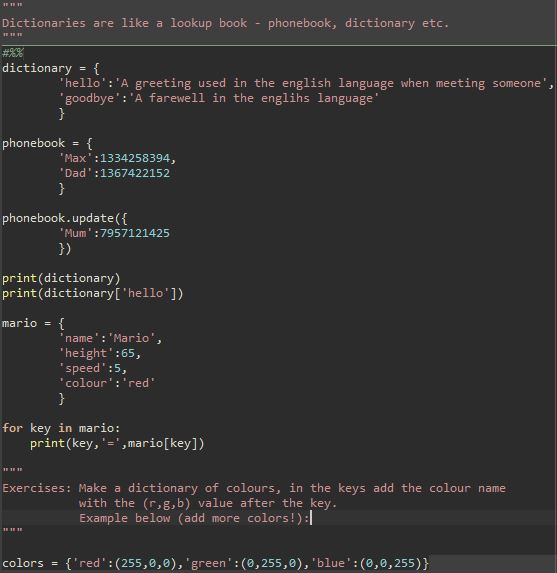 """
Dictionaries are like a lookup book - phonebook, dictionary etc.
"""
#%%
dictionary = {
        'hello':'A greeting used in the english language when meeting someone',
        'goodbye':'A farewell in the englihs language'
        }

phonebook = {
        'Max':1334258394,
        'Dad':1367422152
        }

phonebook.update({
        'Mum':7957121425
        })

print(dictionary)
print(dictionary['hello'])

mario = {
        'name':'Mario',
        'height':65,
        'speed':5,
        'colour':'red'
        }

for key in mario:
    print(key,'=',mario[key])

"""
Exercises: Make a dictionary of colours, in the keys add the colour name
           with the (r,g,b) value after the key.
           Example below (add more colors!):
"""

colors = {'red':(255,0,0),'green':(0,255,0),'blue':(0,0,255)}